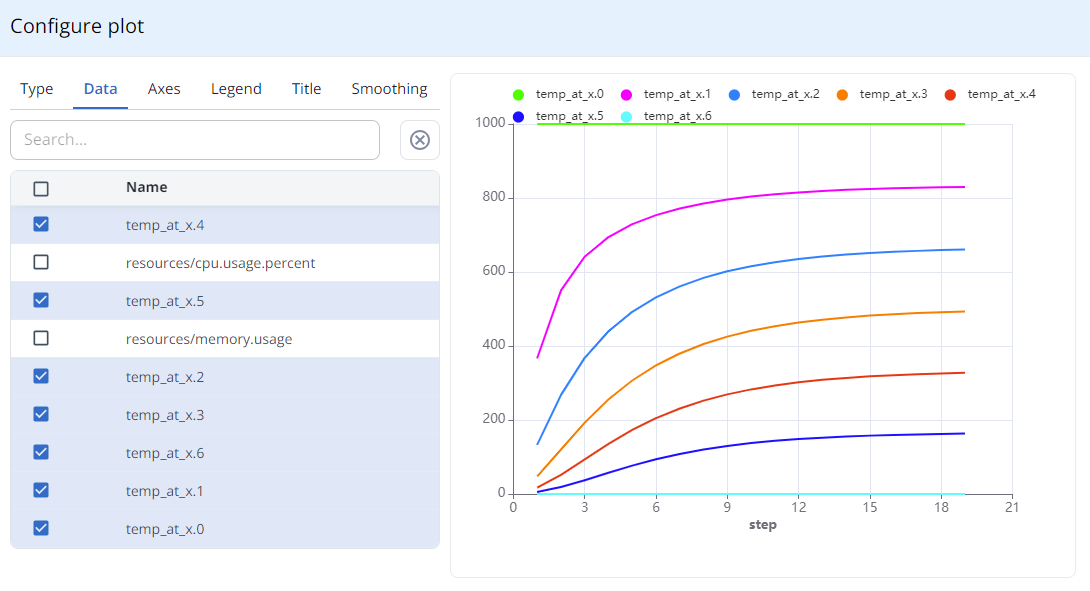 Configure plot
Type Data Axes Legend Title Smoothing
Search...
Name
temp_at_x.4
resources/cpu.usage.percent
temp_at_x.5
resources/memory.usage
temp_at_x.2
temp_at_x.3
temp_at_x.6
temp_at_x.1
temp_at_x.0
temp_at_x.0 temp_at_x.1 temp_at_x.2 temp_at_x.3 temp_at_x.4
temp_at_x.5 temp_at_x.6
1000
800
600
400
200
0
0 3 6 9 12 15 18 21
step